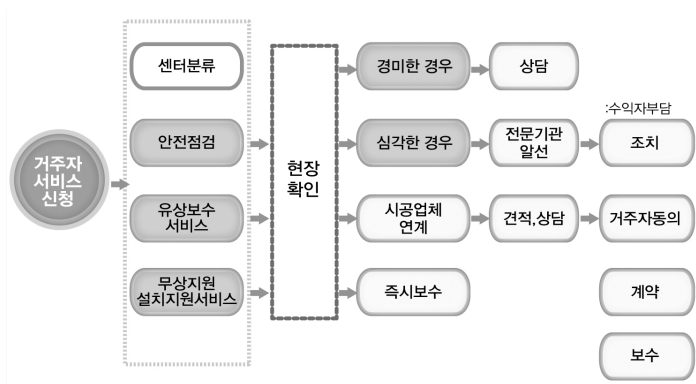 센터분류
경미한 경우
상담
:수익자부담
거주자
서비스
신청
안전점검
현장
확인
심각한 경우
전문기관
알선
조치
유상보수
서비스
시공업체
연계
견적,상담
거주자동의
무상지원
설치지원서비스
즉시보수
계약
보수